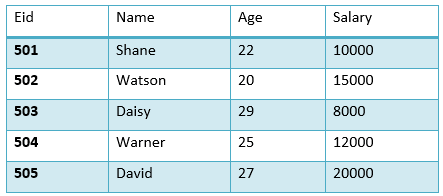 Eid Name Age Salary
501 Shane 22 10000
502 Watson 20 15000
503 Daisy 29 8000
504 Warner 25 12000
505 David 27 20000